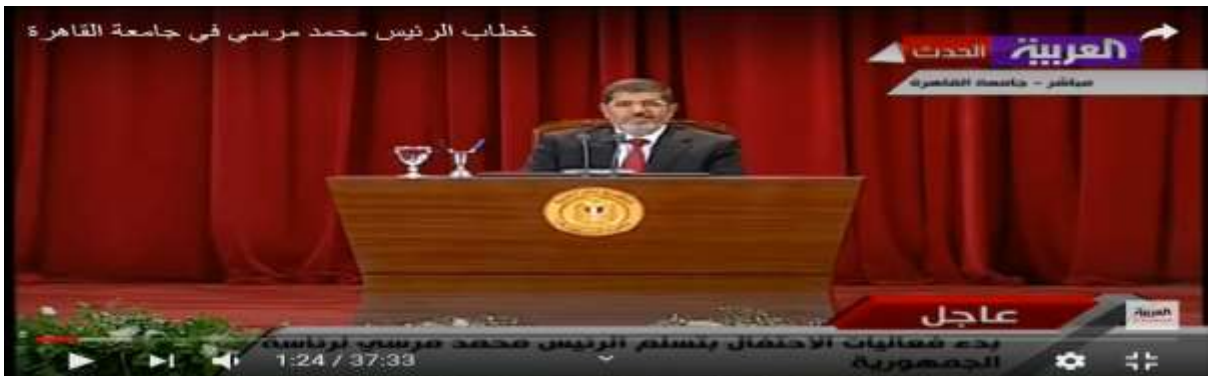 خطاب الرئيس محمد مرسي في جامعة القاهرة
العربية الحدث
مباشر - جامعة القاهرة
عاجل
العربية
بدء فعاليات الاحتفال بتسلم الرئيس محمد مرسي لرئاسة
الجمهورية
1:24 / 37:33